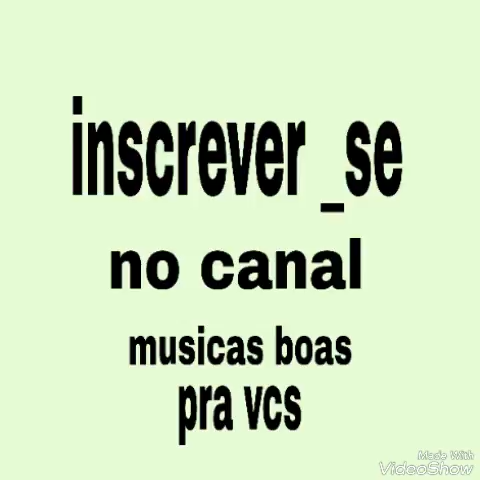 inscrever _se
no canal
musicas boas
pra vcs
Made With
VideoShow